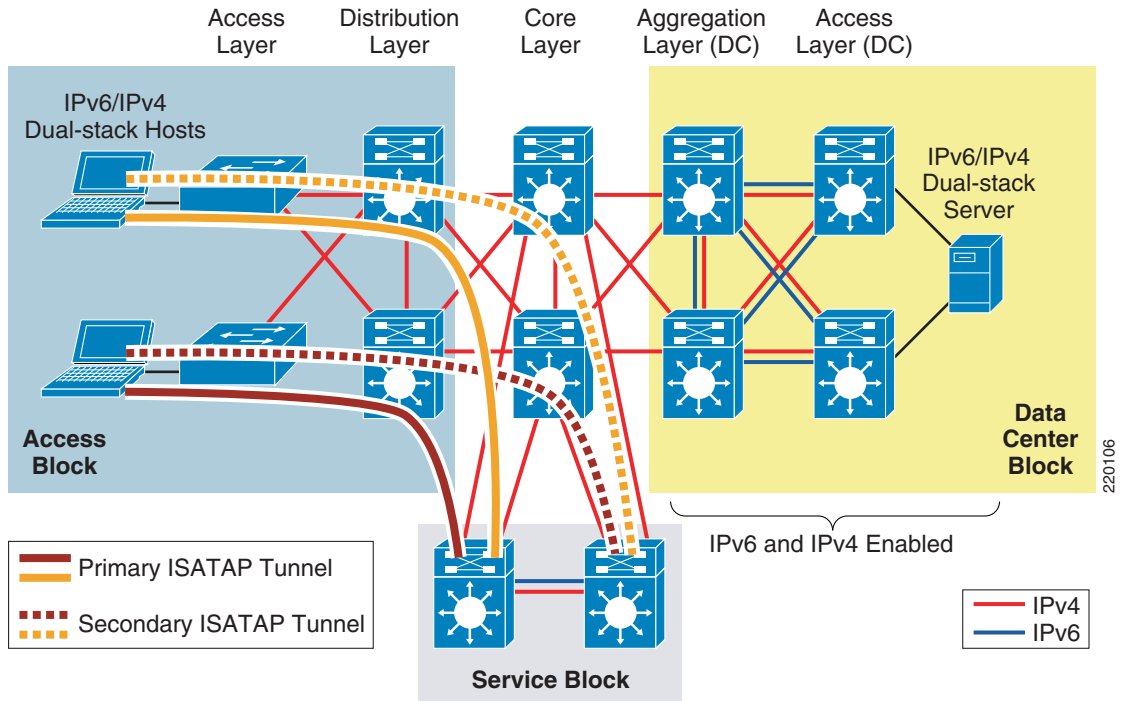 Access
Layer
Distribution
Layer
Core
Layer
Aggregation
Layer (DC)
Access
Layer (DC)
IPv6/IPv4
Dual-stack Hosts
IPv6/IPv4
Dual-stack
Server
Access
Block
Data
Center
Block
220106
IPv6 and IPv4 Enabled
Primary ISATAP Tunnel
Secondary ISATAP Tunnel
IPv4
IPv6
Service Block